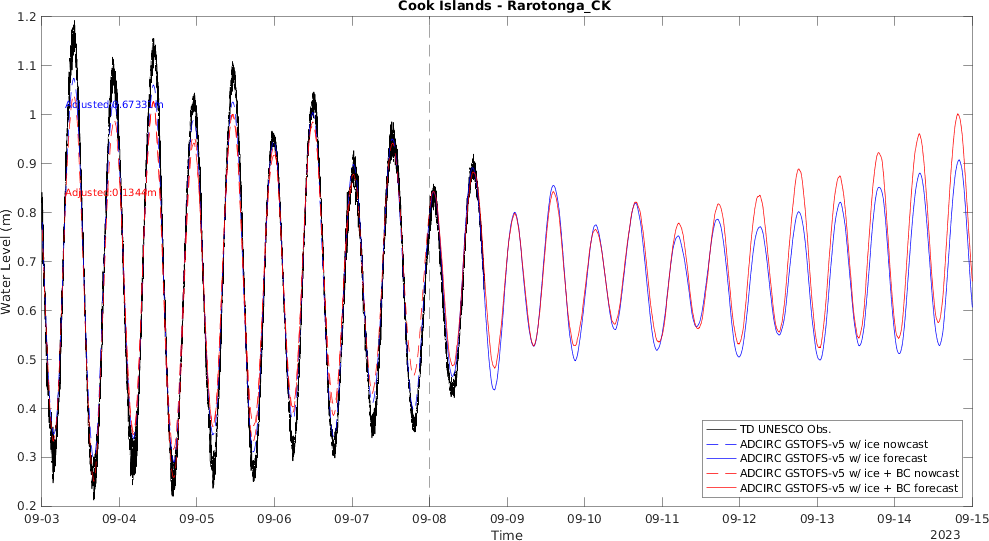 Cook Islands - Rarotonga_CK
1.2
1.1
1
0.9
0.8
0.7
0.6
0.5
0.4
0.3
0.2
Water Level (m)
Adjusted:0.1344m
TD UNESCO Obs.
ADCIRC GSTOFS-v5 w/ ice nowcast
ADCIRC GSTOFS-v5 w/ ice forecast
ADCIRC GSTOFS-v5 w/ ice + BC nowcast
ADCIRC GSTOFS-v5 w/ ice + BC forecast
09-03 09-04 09-05 09-06 09-07 09-08 09-09 09-10 09-11 09-12 09-13 09-14 09-15
Time
2023